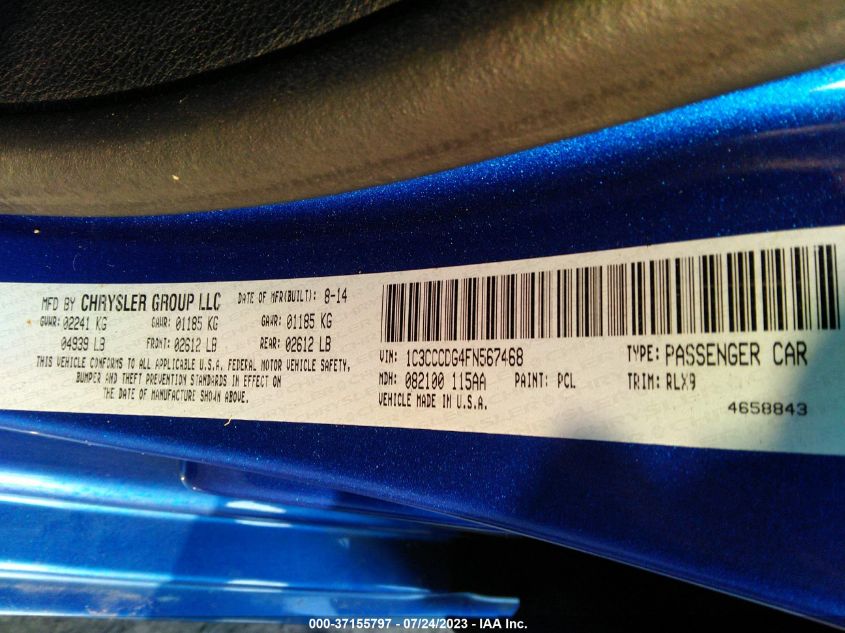 MFD BY CHRYSLER GROUP LLC DATE OF MFR(BUILT): 8-14
GVWR: 02241 KG GAWR: 01185 KG GAWR: 01185 KG
04939 LB FRONT: 02612 LB REAR: 02612 LB
THIS VEHICLE CONFORMS TO ALL APPLICABLE U.S.A. FEDERAL MOTOR VEHICLE SAFETY,
BUMPER AND THEFT PREVENTION STANDARDS IN EFFECT ON
THE DATE OF MANUFACTURE SHOWN ABOVE.
VIN: 1C3CCCDG4FN567468 TYPE: PASSENGER CAR
MDH: 082100 115AA PAINT: PCL TRIM: RLX9
VEHICLE MADE IN U.S.A.
4658843
000-37155797 - 07/24/2023 - IAA Inc.